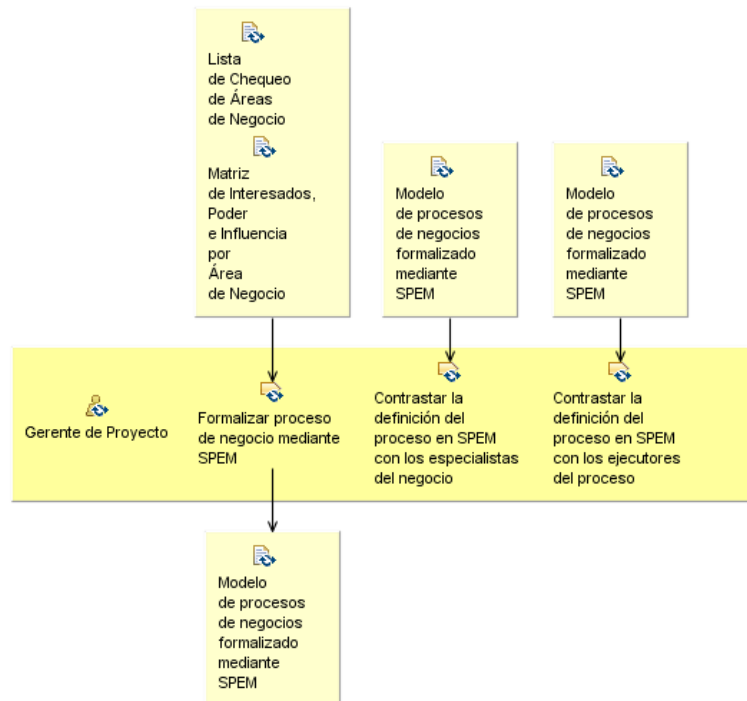 Lista
de Chequeo
de Áreas
de Negocio
Matriz
de Interesados,
Poder
e Influencia
por
Área
de Negocio
Modelo
de procesos
de negocios
formalizado
mediante
SPEM
Modelo
de procesos
de negocios
formalizado
mediante
SPEM
Gerente de Proyecto
Formalizar proceso
de negocio mediante
SPEM
Contrastar la
definición del
proceso en SPEM
con los especialistas
del negocio
Contrastar la
definición del
proceso en SPEM
con los ejecutores
del proceso
Modelo
de procesos
de negocios
formalizado
mediante
SPEM